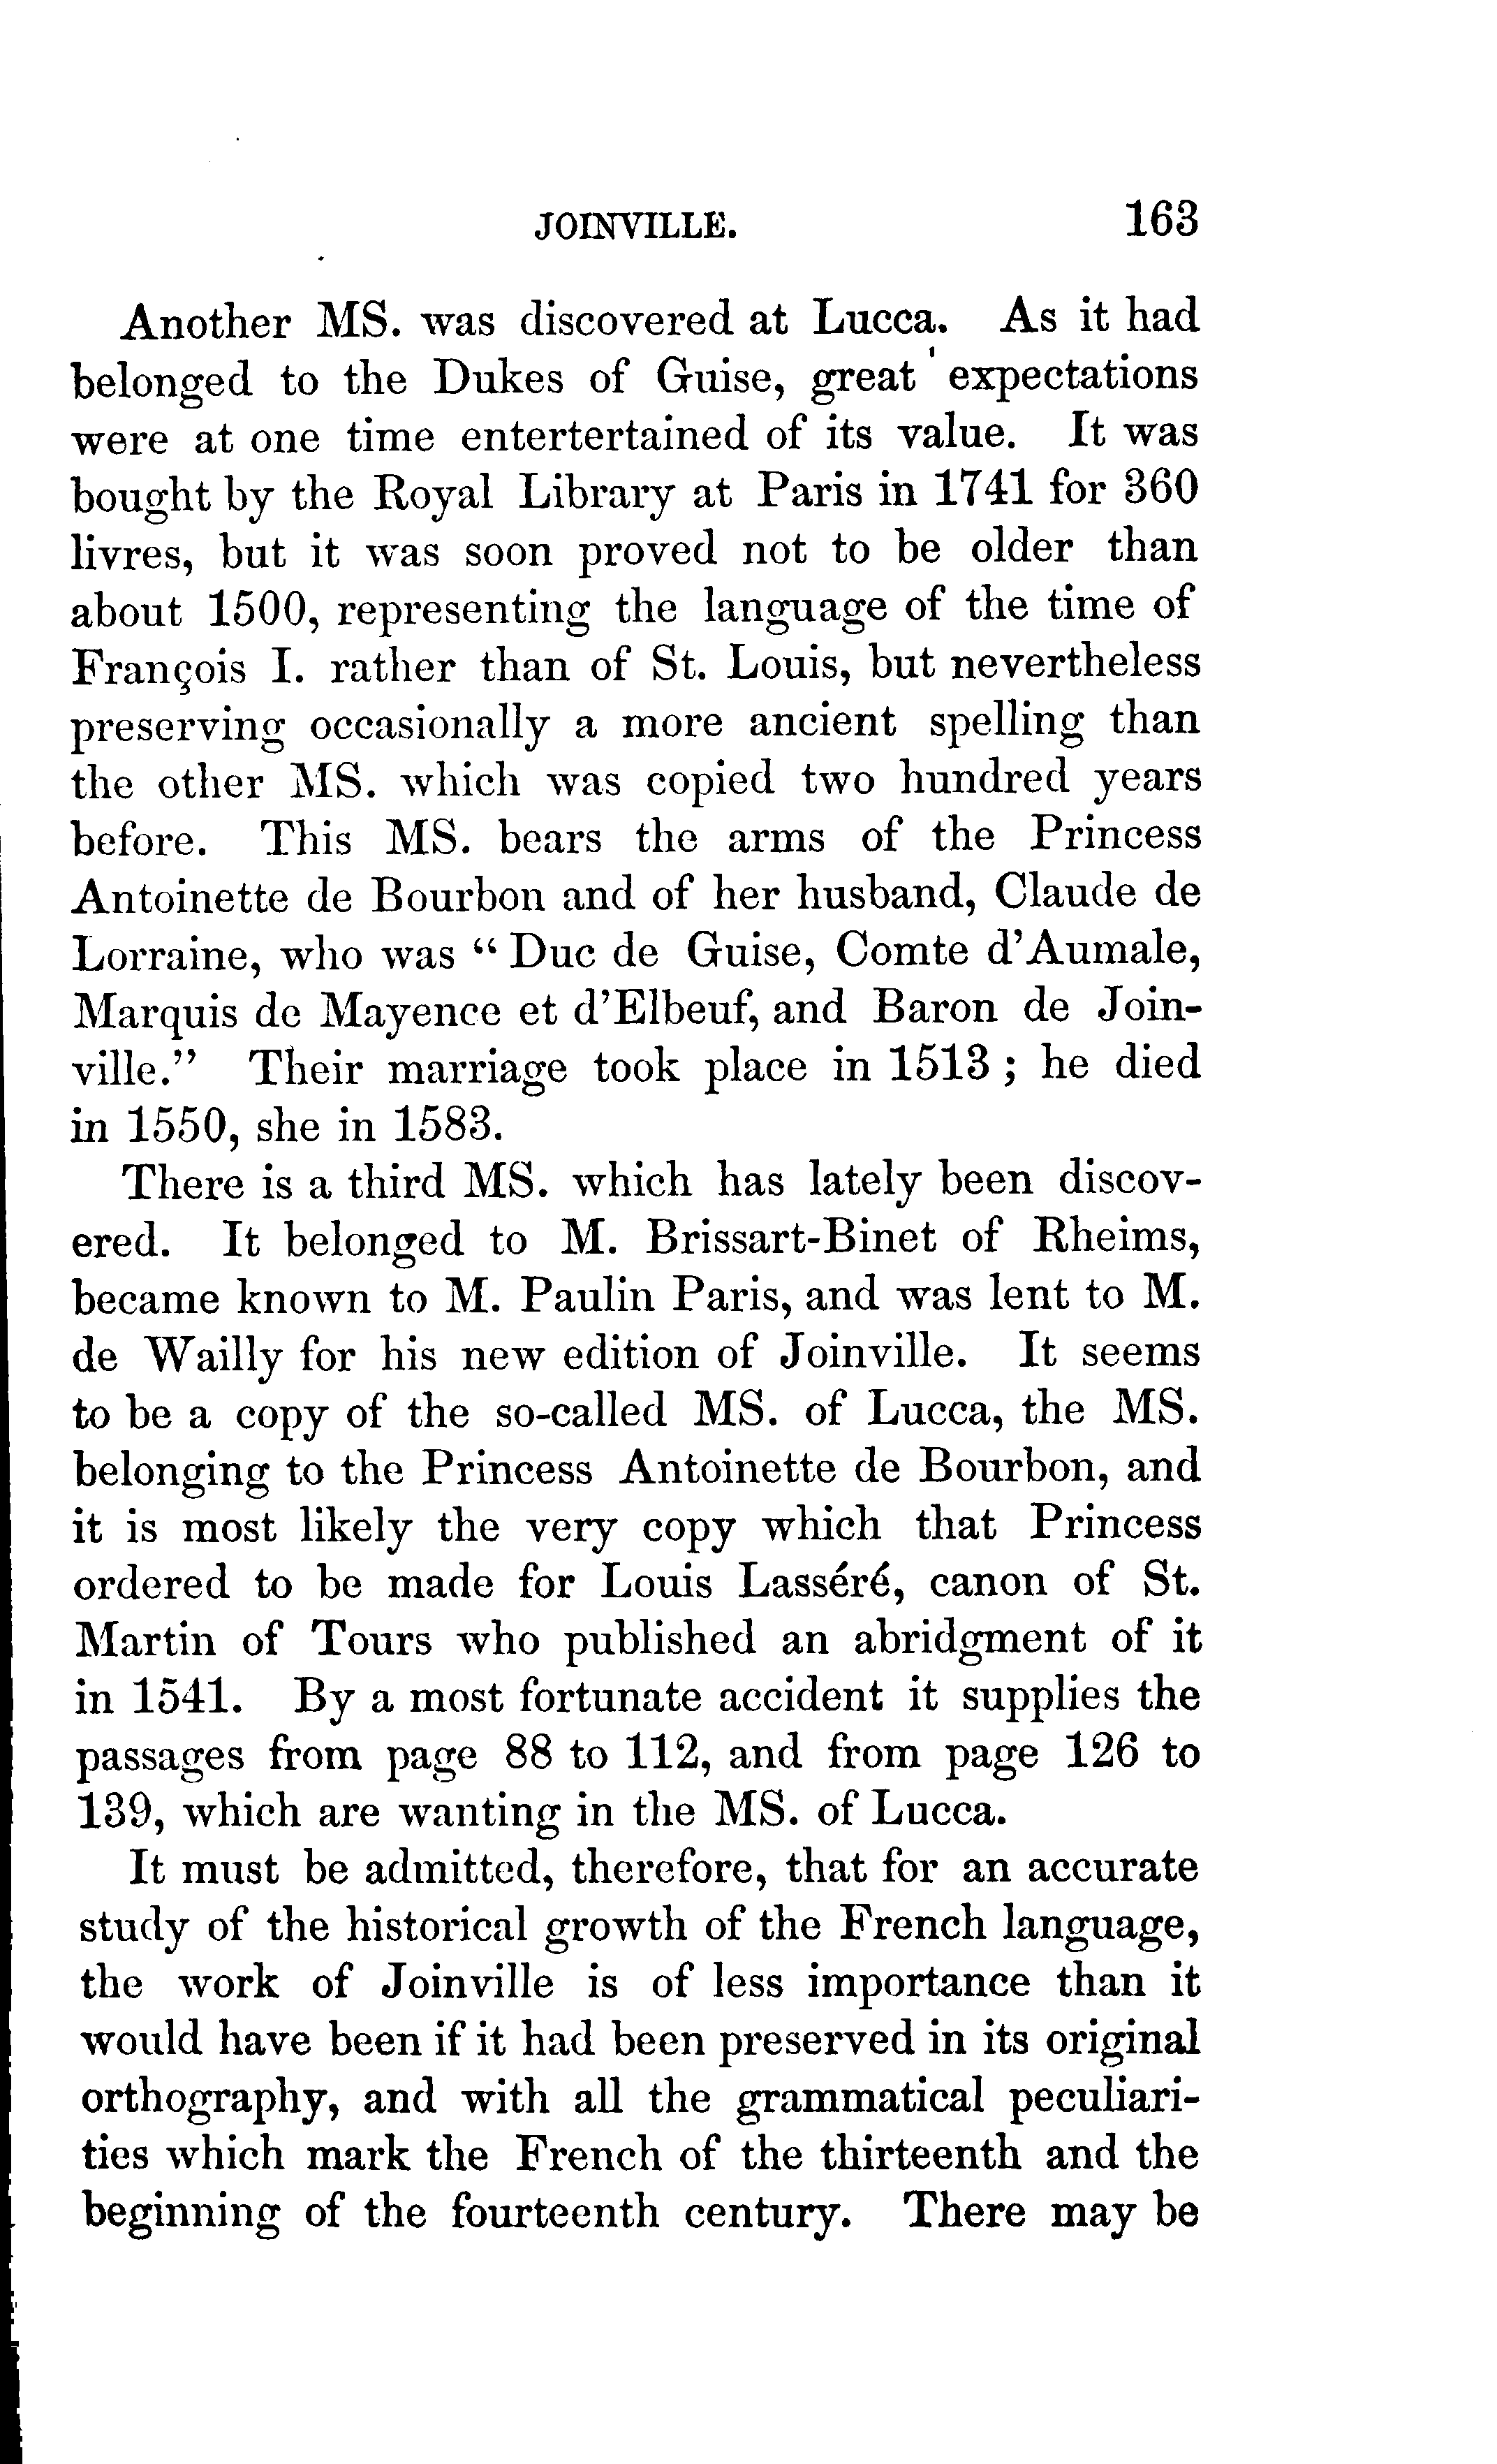 JOINVILLE. 163
Another MS. was discovered at Lucca. As it had
belonged to the Dukes of Guise, great expectations
were at one time entertertained of its value. It was
bought by the Royal Library at Paris in 1741 for 360
livres, but it was soon proved not to be older than
about 1500, representing the language of the time of
François I. rather than of St. Louis, but nevertheless
preserving occasionally a more ancient spelling than
the other MS. which was copied two hundred years
before. This MS. bears the arms of the Princess
Antoinette de Bourbon and of her husband, Claude de
Lorraine, who was “ Duc de Guise, Comte d’Aumale,
Marquis de Mayence et d’Elbeuf, and Baron de Join-
ville.” Their marriage took place in 1513 ; he died
in 1550, she in 1583.
There is a third MS. which has lately been discov-
ered. It belonged to M. Brissart-Binet of Rheims,
became known to M. Paulin Paris, and was lent to M.
de Wailly for his new edition of Joinville. It seems
to be a copy of the so-called MS. of Lucca, the MS.
belonging to the Princess Antoinette de Bourbon, and
it is most likely the very copy which that Princess
ordered to be made for Louis Lasséré, canon of St.
Martin of Tours who published an abridgment of it
in 1541. By a most fortunate accident it supplies the
passages from page 88 to 112, and from page 126 to
139, which are wanting in the MS. of Lucca.
It must be admitted, therefore, that for an accurate
study of the historical growth of the French language,
the work of Joinville is of less importance than it
would have been if it had been preserved in its original
orthography, and with all the grammatical peculiari-
ties which mark the French of the thirteenth and the
beginning of the fourteenth century. There may be